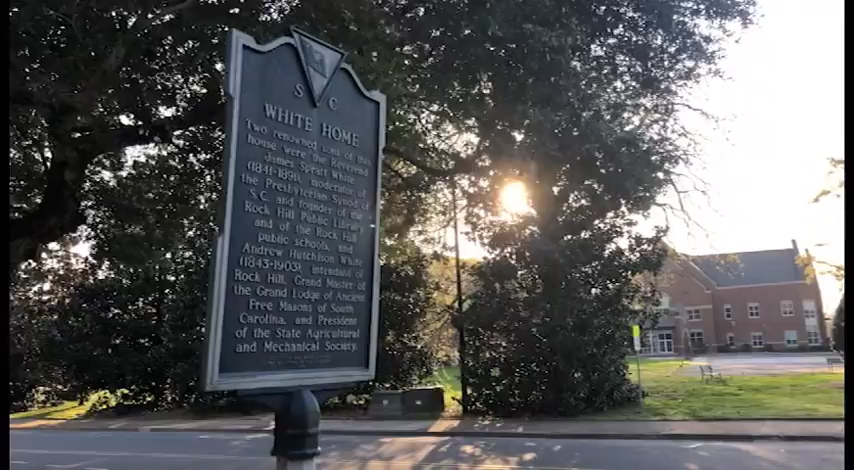 S C
WHITE HOME
Two renowned sons of this
house were the Reverend
James Spratt White
(1841-1891), moderator of
the Presbyterian Synod of
S.C. and founder of the
Rock Hill Public Library
and of the Rock Hill
public schools, and
Andrew Hutchison White
(1843-1903), intendant of
Rock Hill, Grand Master of
the Grand Lodge of Ancient
Free Masons of South
Carolina, and President
of the State Agricultural
and Mechanical Society.